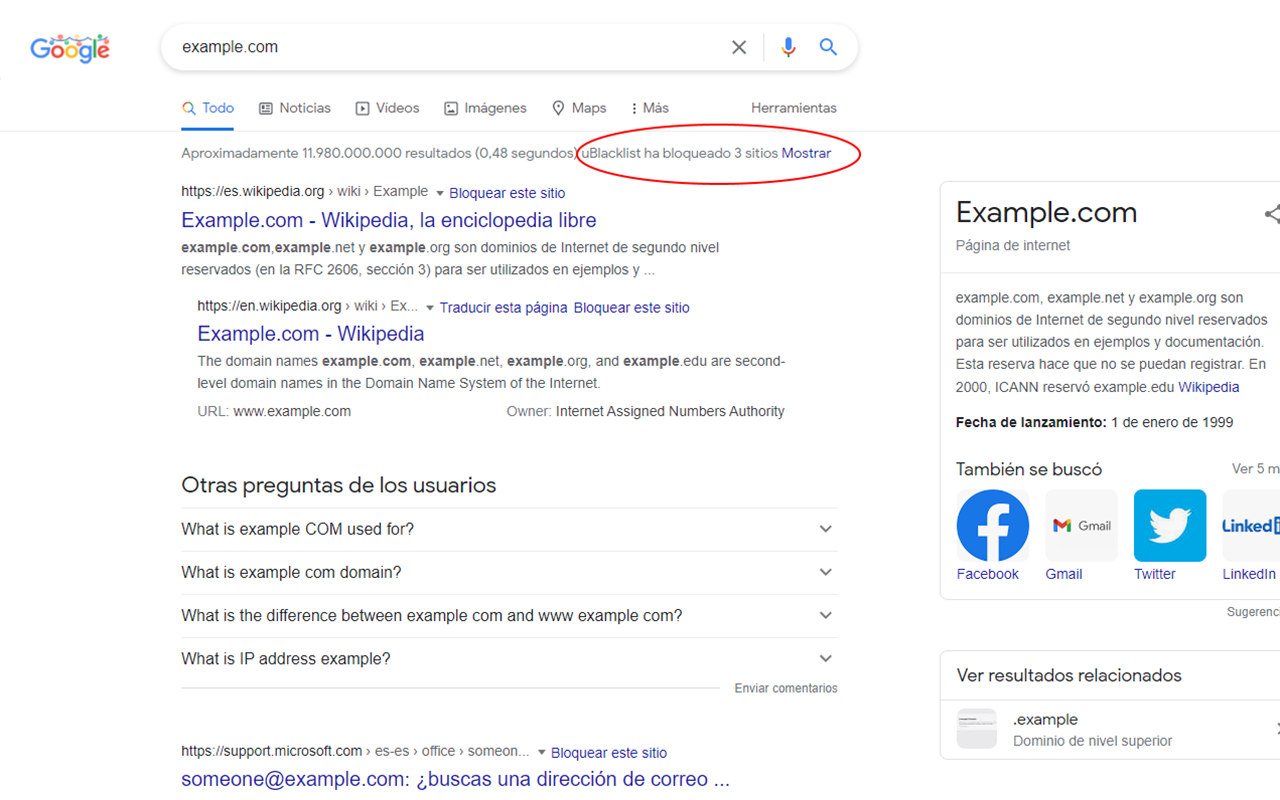 Google
example.com
Todo Noticias Vídeos Imágenes Maps Más Herramientas
Aproximadamente 11.980.000.000 resultados (0,48 segundos) uBlacklist ha bloqueado 3 sitios Mostrar
https://es.wikipedia.org › wiki › Example Bloquear este sitio
Example.com - Wikipedia, la enciclopedia libre
example.com,example.net y example.org son dominios de Internet de segundo nivel
reservados (en la RFC 2606, sección 3) para ser utilizados en ejemplos y ...
https://en.wikipedia.org › wiki › Ex... Traducir esta página Bloquear este sitio
Example.com - Wikipedia
The domain names example.com, example.net, example.org, and example.edu are second-
level domain names in the Domain Name System of the Internet.
URL: www.example.com Owner: Internet Assigned Numbers Authority
Otras preguntas de los usuarios
What is example COM used for?
What is example com domain?
What is the difference between example com and www example com?
What is IP address example?
Enviar comentarios
https://support.microsoft.com › es-es › office › someon... Bloquear este sitio
someone@example.com: ¿buscas una dirección de correo ...
Example.com
Página de internet
example.com, example.net y example.org son
dominios de Internet de segundo nivel reservados
para ser utilizados en ejemplos y documentación.
Esta reserva hace que no se puedan registrar. En
2000, ICANN reservó example.edu Wikipedia
Fecha de lanzamiento: 1 de enero de 1999
También se buscó Ver 5 m
Gmail Linked
Facebook Gmail Twitter LinkedIn
Sugerenci
Ver resultados relacionados
.example
Dominio de nivel superior